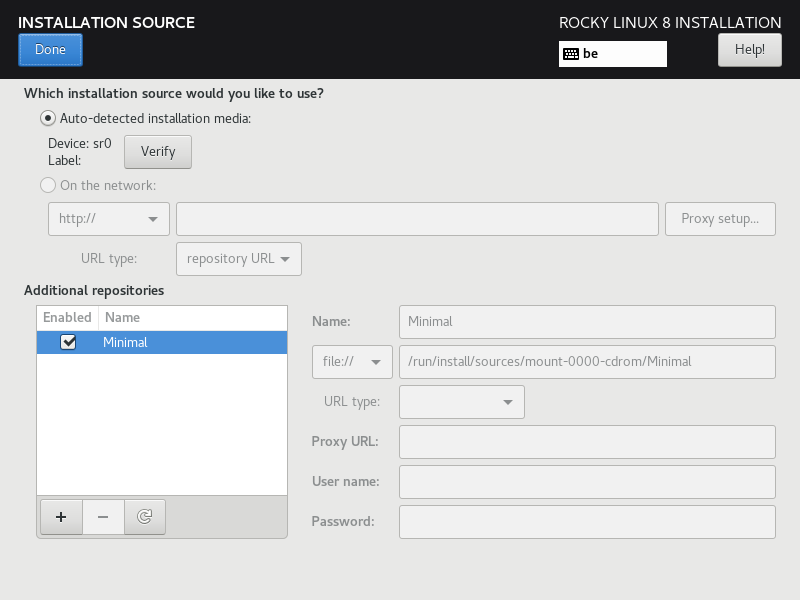 INSTALLATION SOURCE
ROCKY LINUX 8 INSTALLATION
Done
be
Help!
Which installation source would you like to use?
Auto-detected installation media:
Device: sr0
Label:
Verify
On the network:
http://
Proxy setup...
URL type:
repository URL
Additional repositories
Enabled Name
Minimal
Name: Minimal
file:// /run/install/sources/mount-0000-cdrom/Minimal
URL type:
Proxy URL:
User name:
Password: